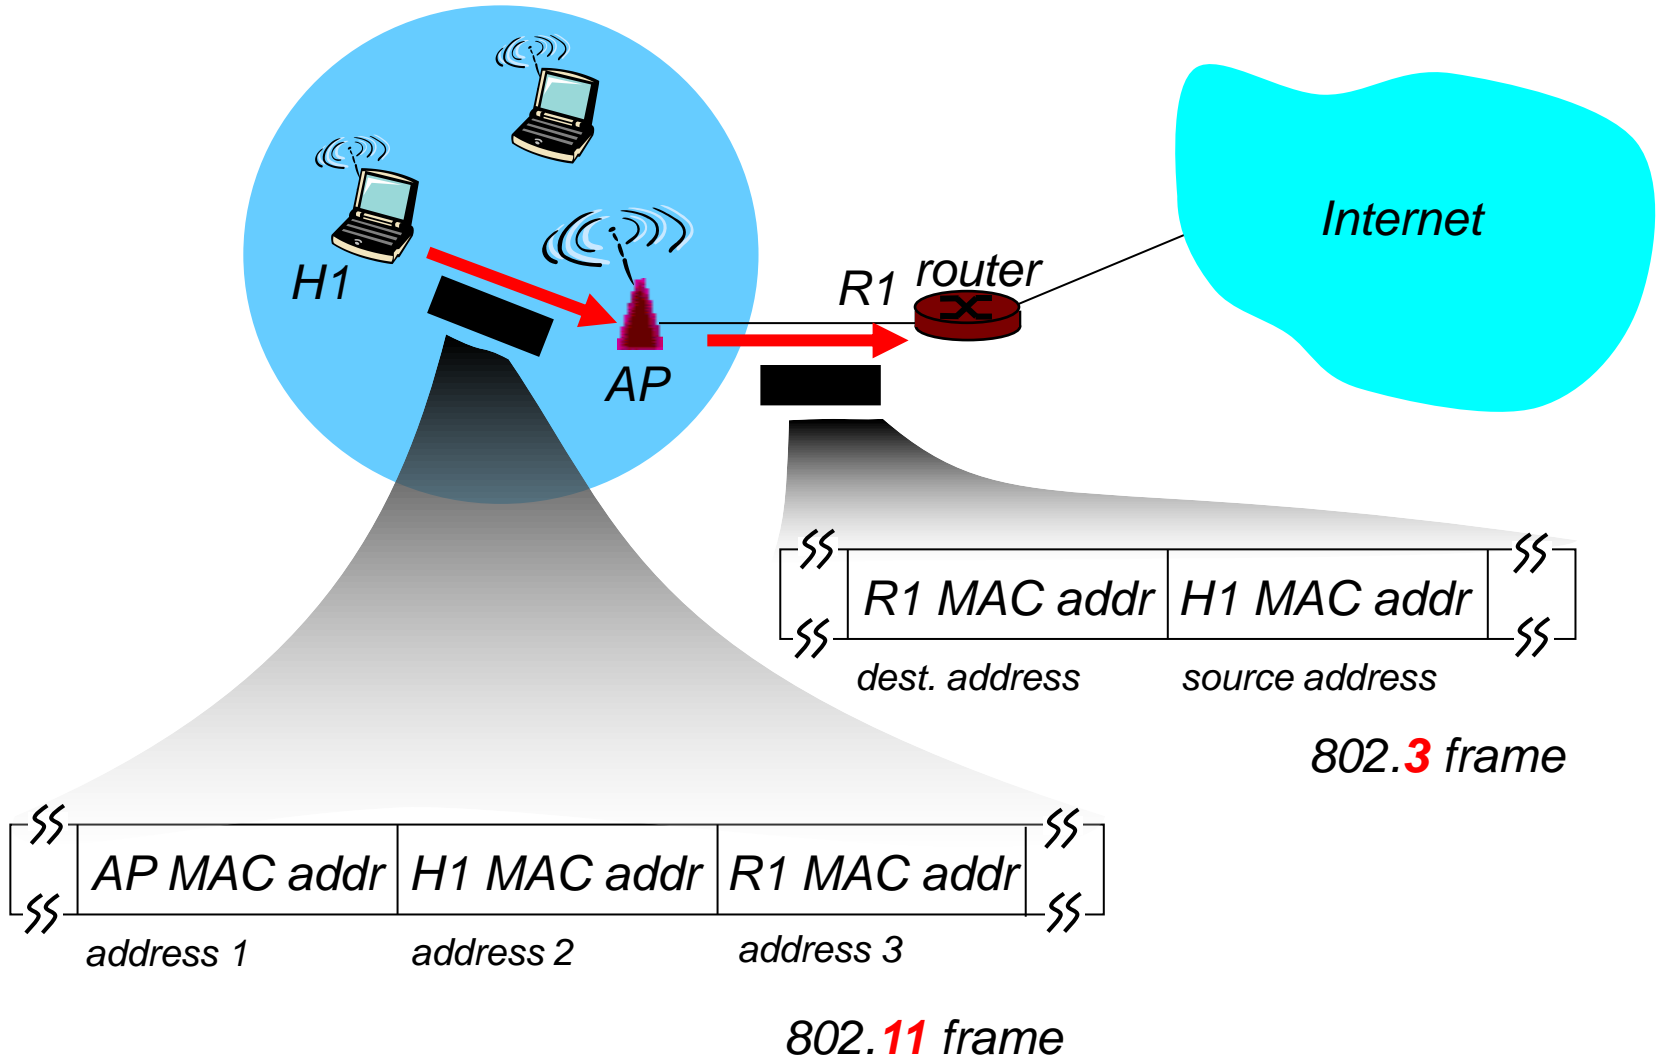 Internet
router
R1
H1
AP
R1 MAC addr H1 MAC addr
dest. address source address
802.3 frame
AP MAC addr H1 MAC addr R1 MAC addr
address 1 address 2 address 3
802.11 frame